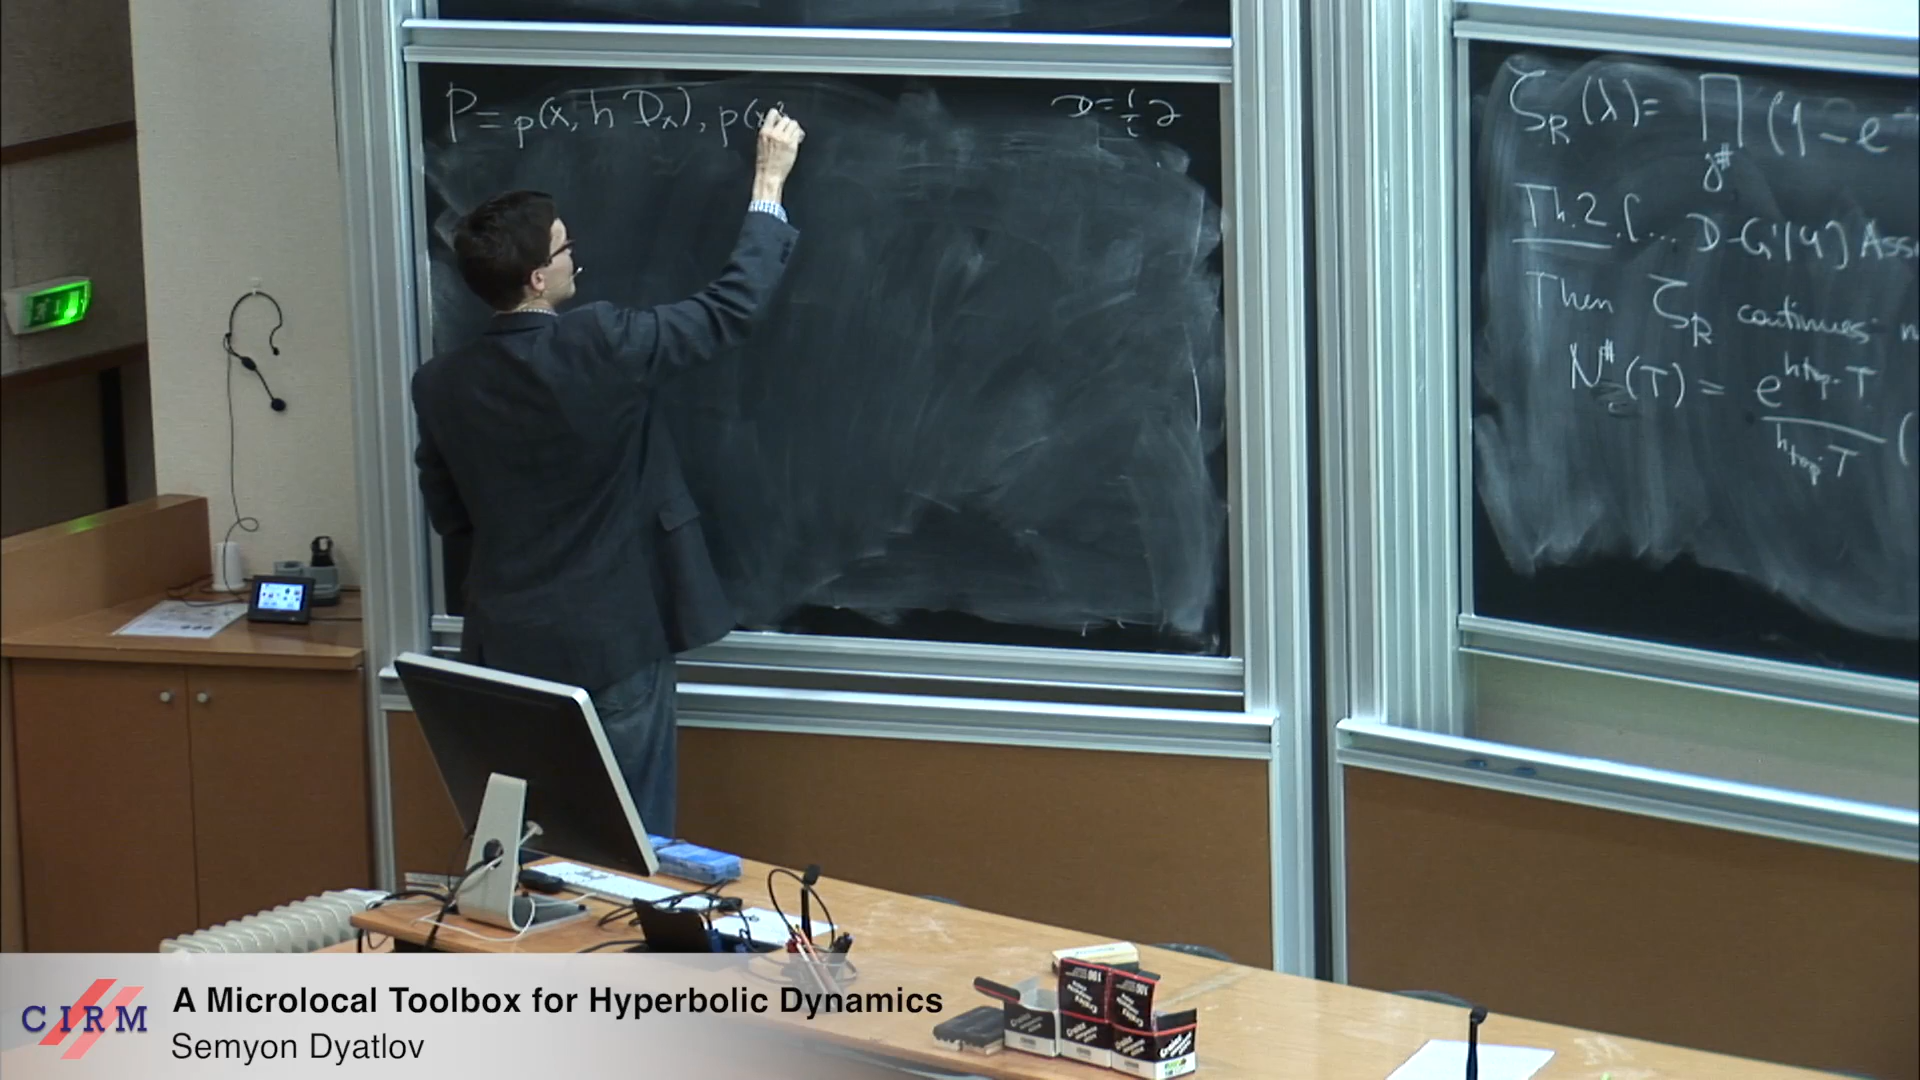 P = p(x, h Dₓ), p(x
D = 1/i ∂
ζ_R(λ) = ∏_{γ#} (1 - e^-
Th. 2. [... D-G '14] Ass
Then ζ_R continues
N^#(T) = e^{h_top T} / h_top T (
CIRM
A Microlocal Toolbox for Hyperbolic Dynamics
Semyon Dyatlov